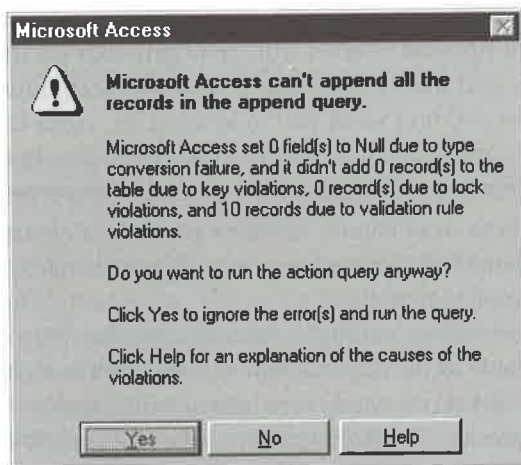 Microsoft Access
Microsoft Access can't append all the
records in the append query.
Microsoft Access set 0 field(s) to Null due to type
conversion failure, and it didn't add 0 record(s) to the
table due to key violations, 0 record(s) due to lock
violations, and 10 records due to validation rule
violations.
Do you want to run the action query anyway?
Click Yes to ignore the error(s) and run the query.
Click Help for an explanation of the causes of the
violations.
Yes No Help